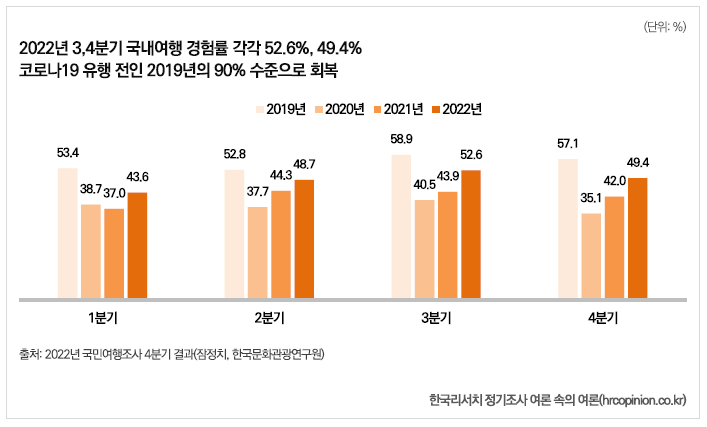 (단위: %)
2022년 3,4분기 국내여행 경험률 각각 52.6%, 49.4%
코로나19 유행 전인 2019년의 90% 수준으로 회복
2019년 2020년 2021년 2022년
53.4 38.7 37.0 43.6
52.8 37.7 44.3 48.7
58.9 40.5 43.9 52.6
57.1 35.1 42.0 49.4
1분기 2분기 3분기 4분기
출처: 2022년 국민여행조사 4분기 결과(잠정치, 한국문화관광연구원)
한국리서치 정기조사 여론 속의 여론(hrcopinion.co.kr)